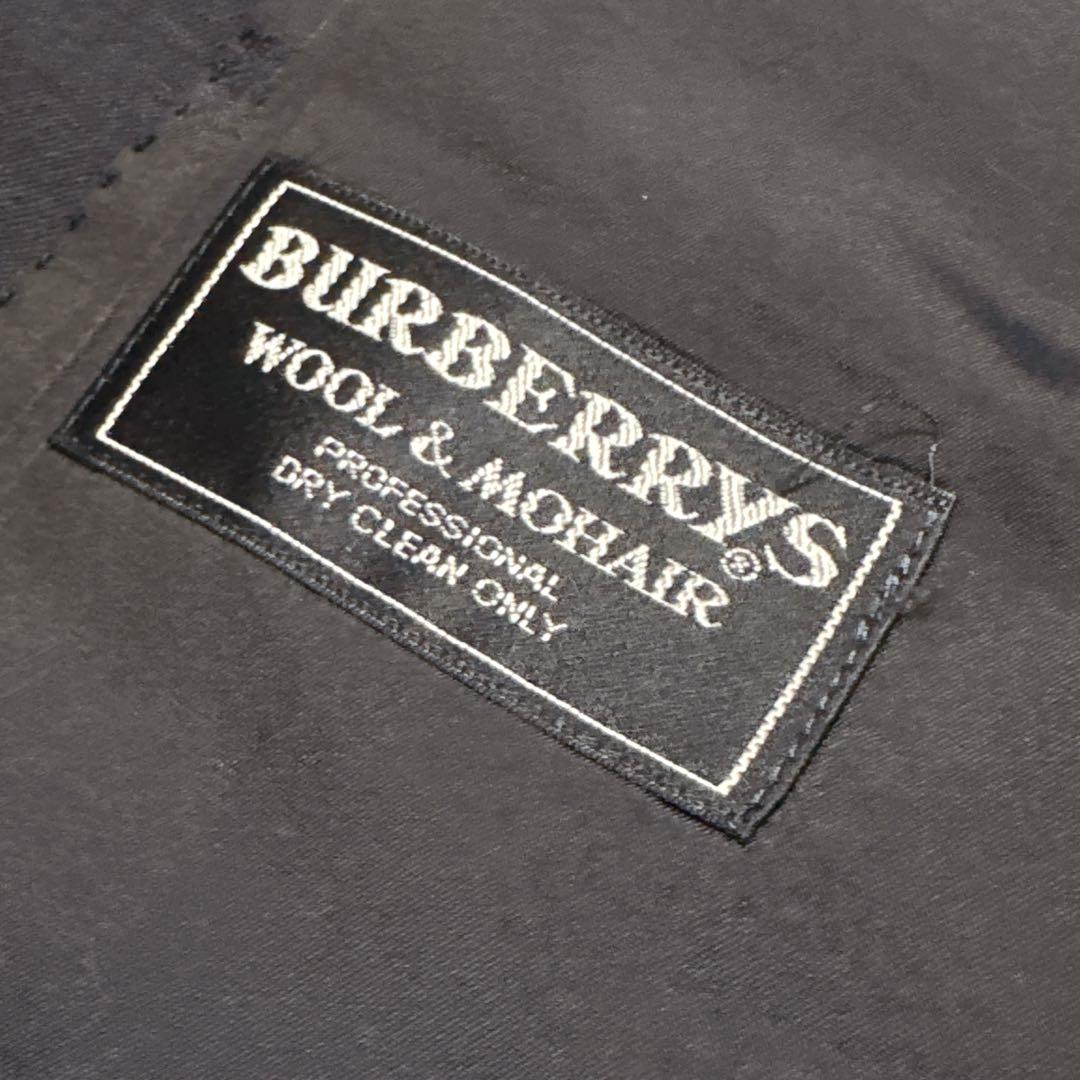 BURBERRYS®
WOOL & MOHAIR
PROFESSIONAL
DRY CLEAN ONLY